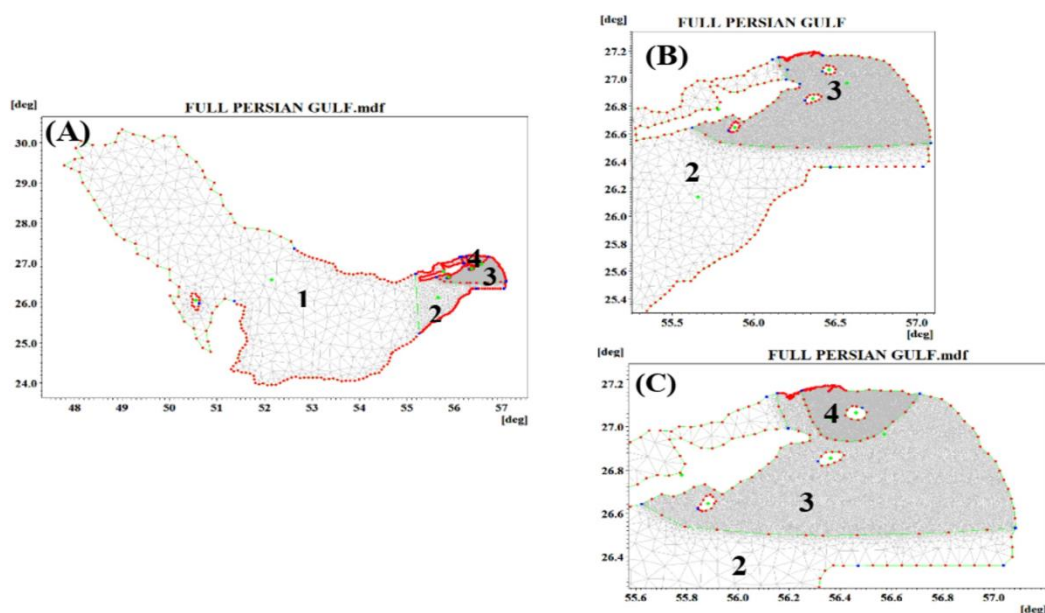 [deg]
FULL PERSIAN GULF.mdf
(A)
30.0
29.0
28.0
27.0
26.0
25.0
24.0
1
2
3
4
48 49 50 51 52 53 54 55 56 57
[deg]
[deg]
FULL PERSIAN GULF
(B)
27.2
27.0
26.8
26.6
26.4
26.2
26.0
25.8
25.6
25.4
3
2
55.5 56.0 56.5 57.0
[deg]
[deg]
FULL PERSIAN GULF.mdf
(C)
27.2
27.0
26.8
26.6
26.4
4
3
2
55.6 55.8 56.0 56.2 56.4 56.6 56.8 57.0
[deg]